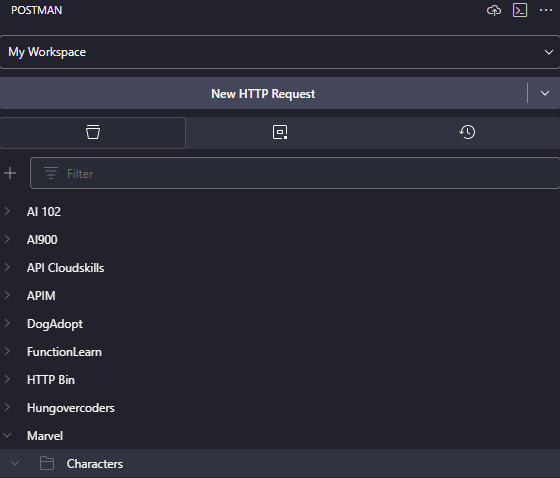 POSTMAN
My Workspace
New HTTP Request
Filter
AI 102
AI900
API Cloudskills
APIM
DogAdopt
FunctionLearn
HTTP Bin
Hungovercoders
Marvel
Characters